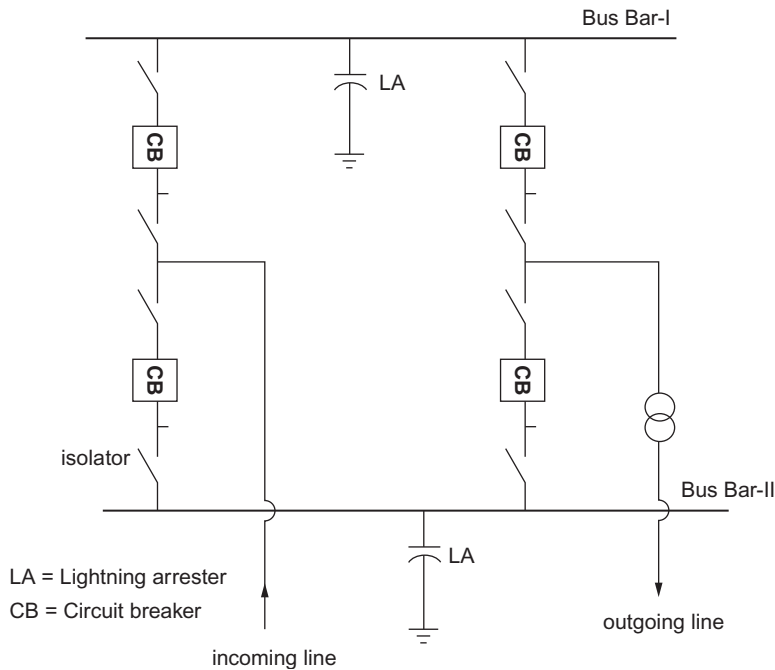 Bus Bar-I
LA
CB
CB
CB
CB
isolator
Bus Bar-II
LA
LA = Lightning arrester
CB = Circuit breaker
outgoing line
incoming line